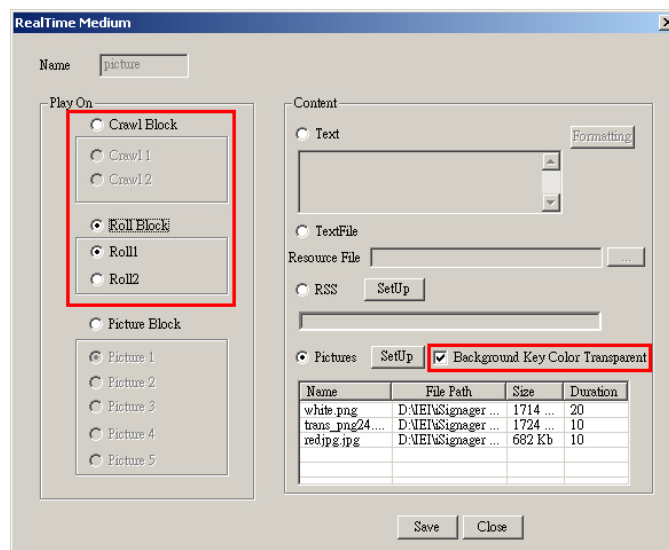 RealTime Medium
Name picture
Play On
Crawl Block
Crawl 1
Crawl 2
Roll Block
Roll1
Roll2
Picture Block
Picture 1
Picture 2
Picture 3
Picture 4
Picture 5
Content
Text Formatting
TextFile
Resource File ...
RSS SetUp
Pictures SetUp Background Key Color Transparent
Name File Path Size Duration
white.png D:\IEI\iSignager ... 1714 ... 20
trans_png24.... D:\IEI\iSignager ... 1724 ... 10
redjpg.jpg D:\IEI\iSignager ... 682 Kb 10
Save Close